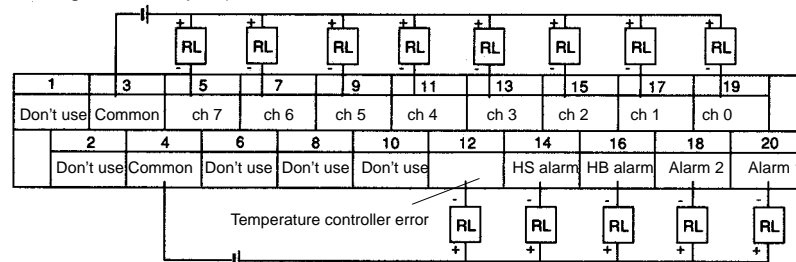 + + + + + + + +
RL RL RL RL RL RL RL RL
- - - - - - - -
1 3 5 7 9 11 13 15 17 19
Don't use Common ch 7 ch 6 ch 5 ch 4 ch 3 ch 2 ch 1 ch 0
2 4 6 8 10 12 14 16 18 20
Don't use Common Don't use Don't use Don't use HS alarm HB alarm Alarm 2 Alarm
Temperature controller error
- - - - -
RL RL RL RL RL
+ + + + +